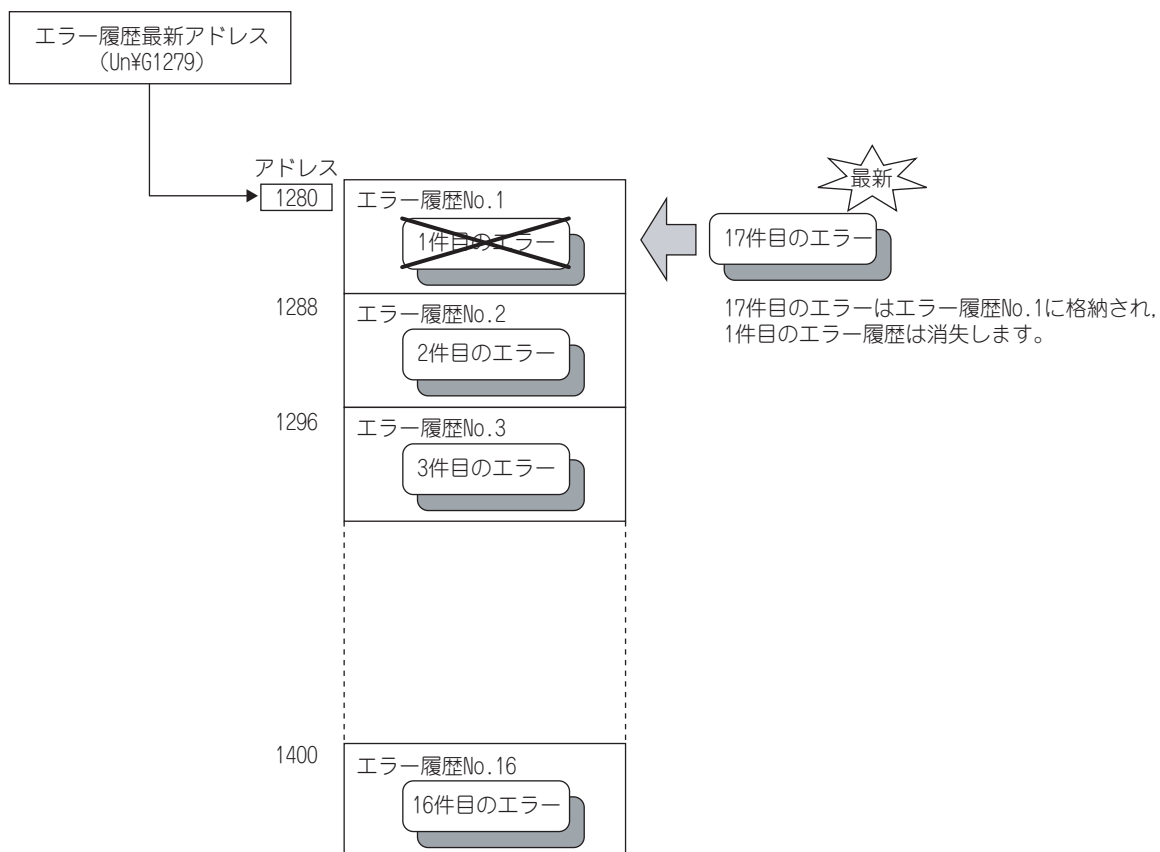 エラー履歴最新アドレス
(Un¥G1279)
アドレス
1280
エラー履歴No.1
1件目のエラー
最新
17件目のエラー
17件目のエラーはエラー履歴No.1に格納され,
1件目のエラー履歴は消失します。
1288
エラー履歴No.2
2件目のエラー
1296
エラー履歴No.3
3件目のエラー
1400
エラー履歴No.16
16件目のエラー